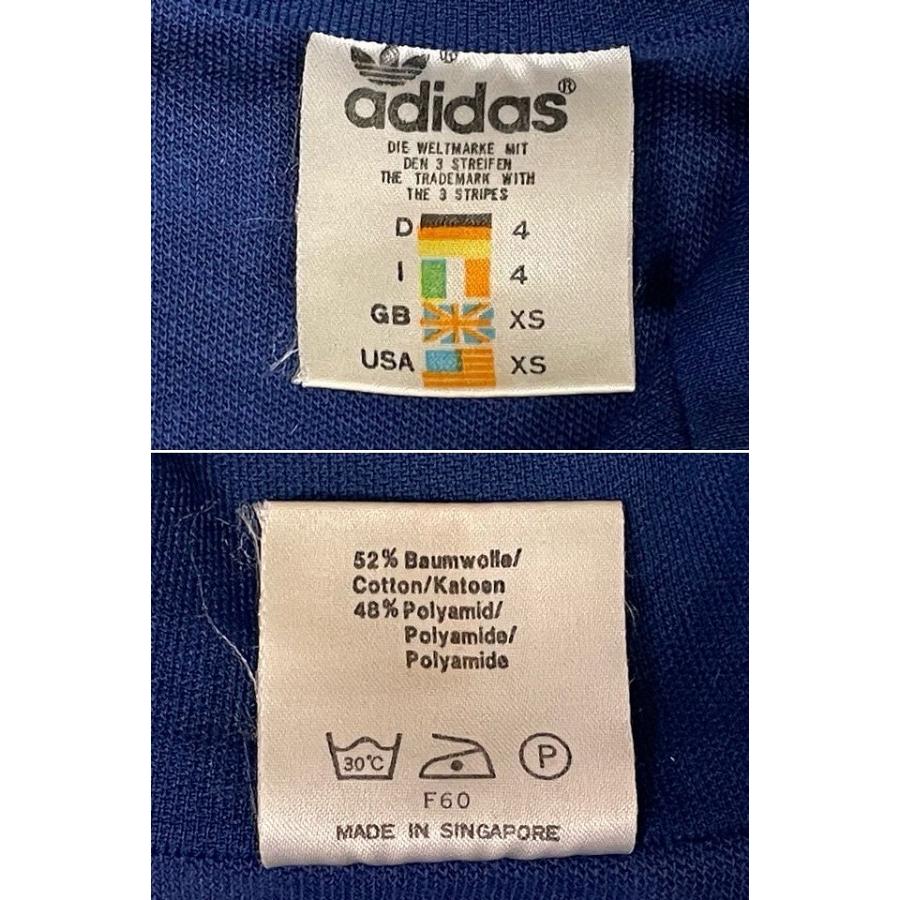 ®
adidas®
DIE WELTMARKE MIT
DEN 3 STREIFEN
THE TRADEMARK WITH
THE 3 STRIPES
D 4
I 4
GB XS
USA XS
52% Baumwolle/
Cotton/Katoen
48% Polyamid/
Polyamide/
Polyamide
30°C P
F60
MADE IN SINGAPORE